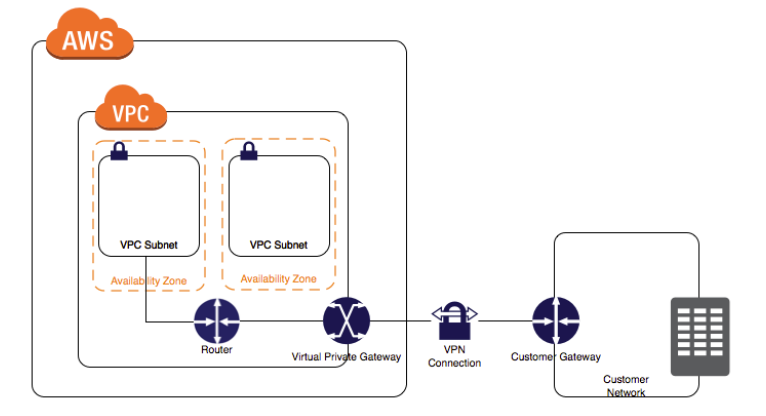 AWS
VPC
VPC Subnet
VPC Subnet
Availability Zone
Availability Zone
Router
Virtual Private Gateway
VPN
Connection
Customer Gateway
Customer
Network